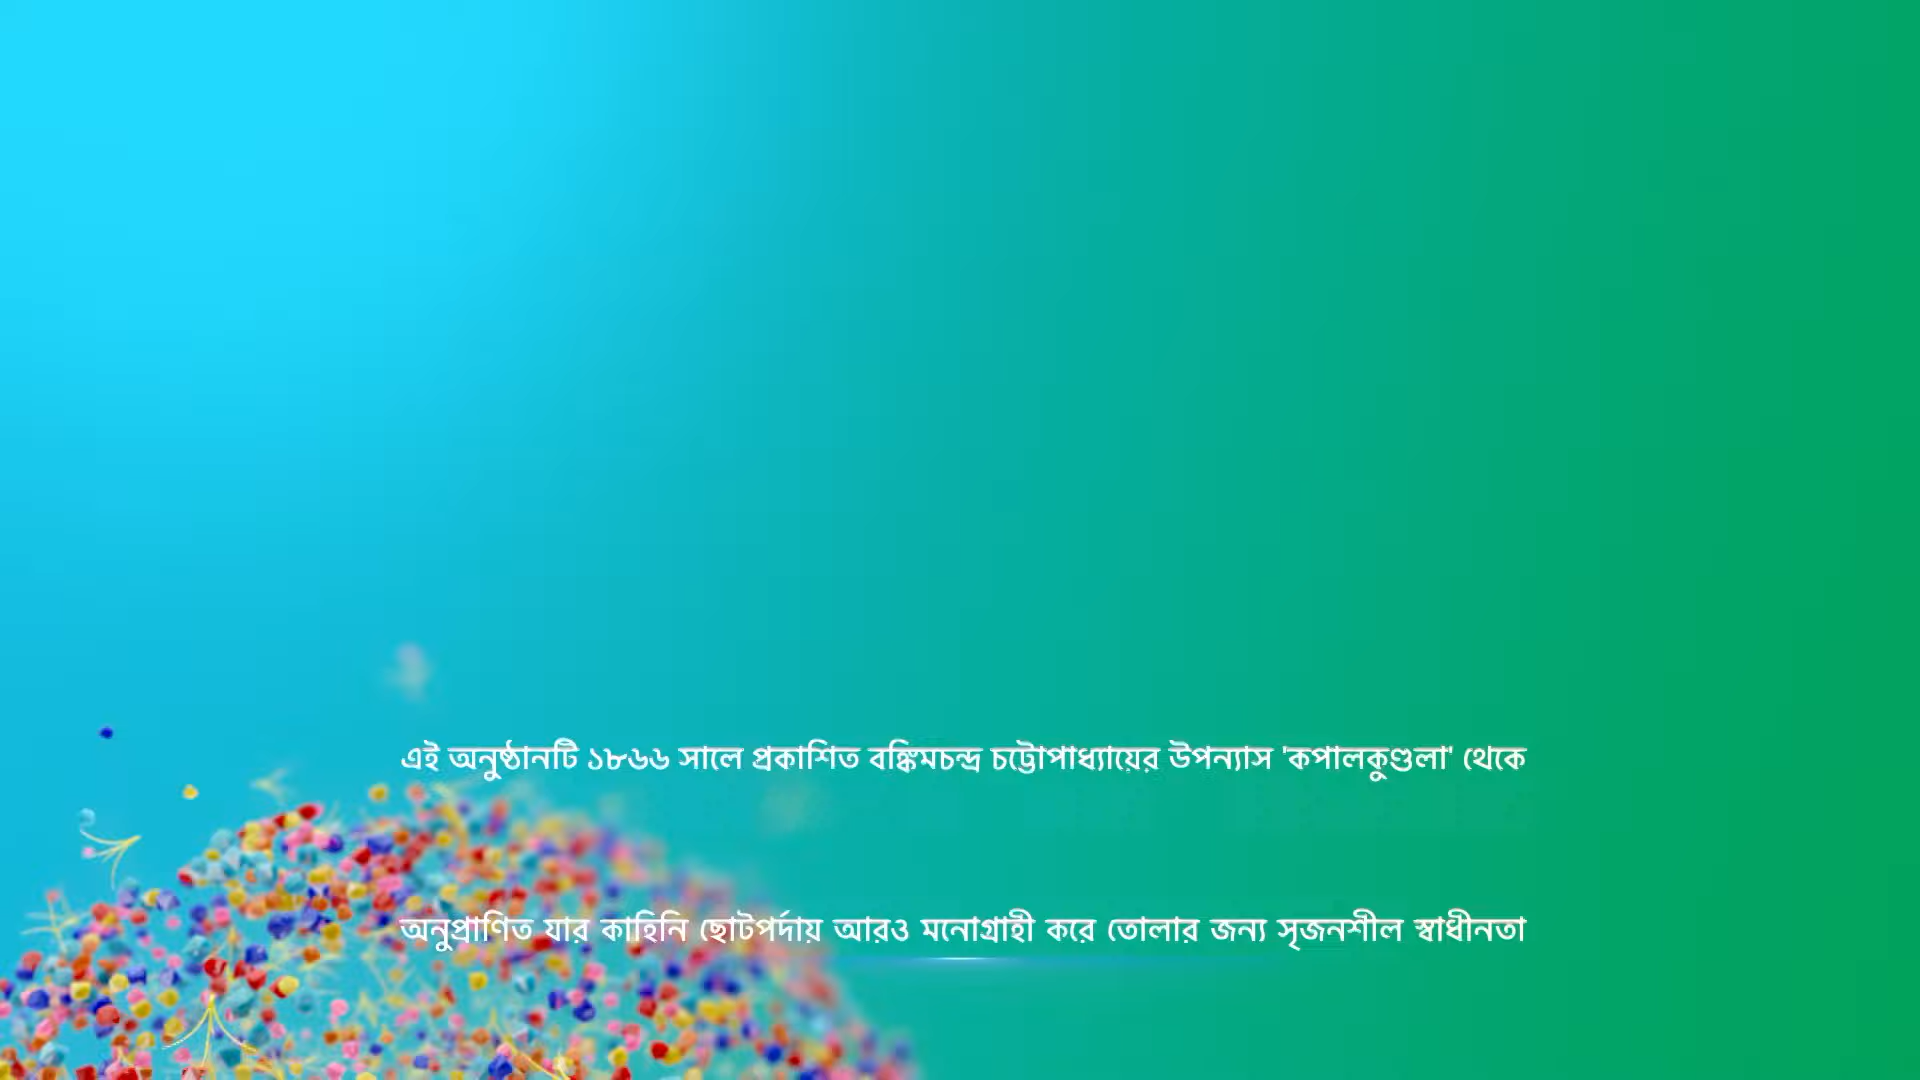 এই অনুষ্ঠানটি ১৮৬৬ সালে প্রকাশিত বঙ্কিমচন্দ্র চট্টোপাধ্যায়ের উপন্যাস 'কপালকুণ্ডলা' থেকে
অনুপ্রাণিত যার কাহিনি ছোটপর্দায় আরও মনোগ্রাহী করে তোলার জন্য সৃজনশীল স্বাধীনতা